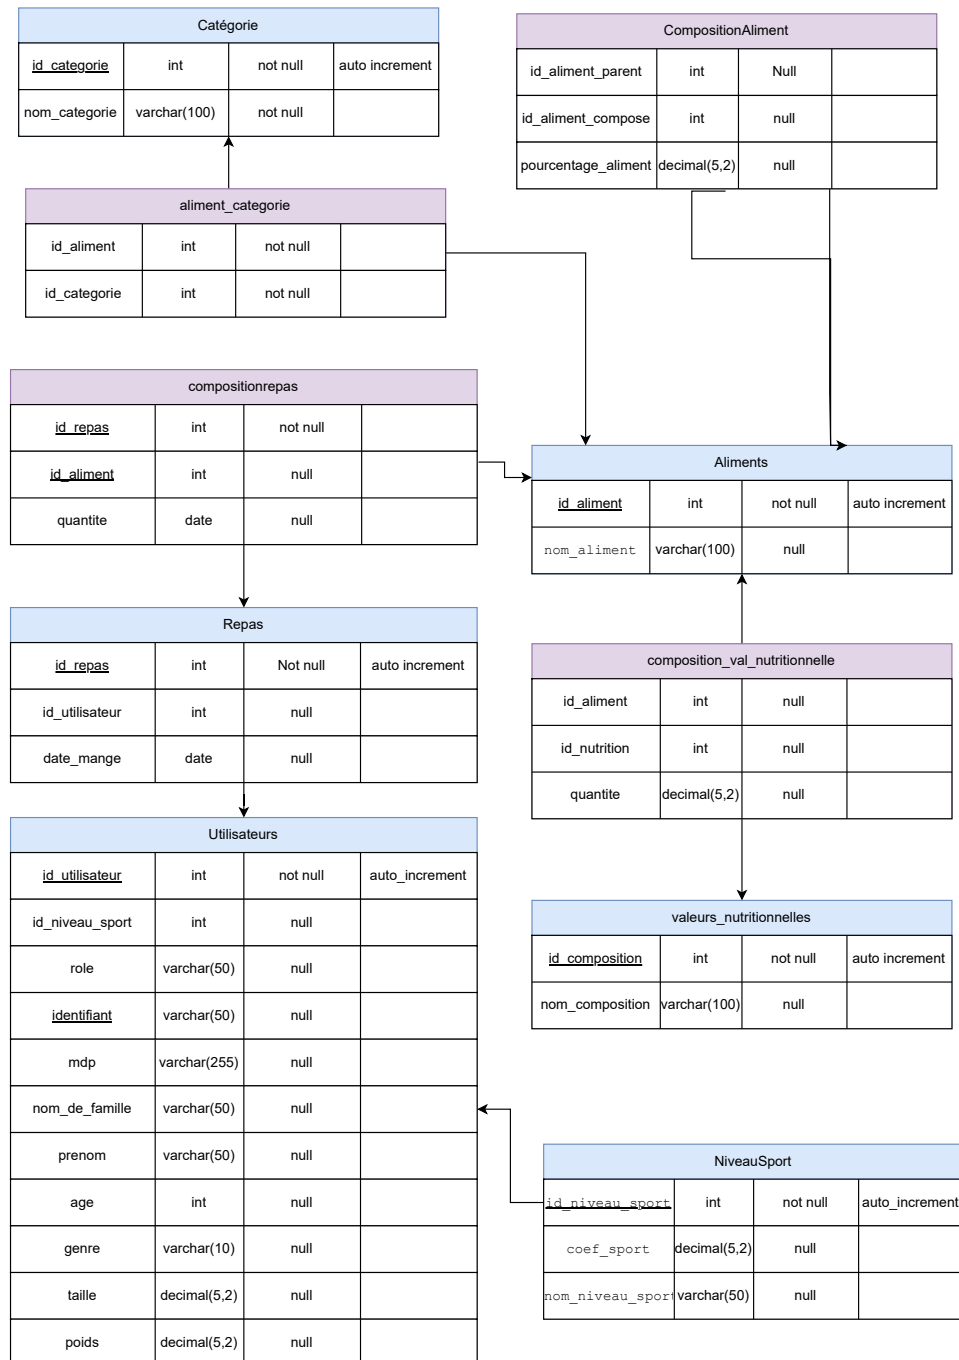 Catégorie
id_categorie int not null auto increment
nom_categorie varchar(100) not null
CompositionAliment
id_aliment_parent int Null
id_aliment_compose int null
pourcentage_aliment decimal(5,2) null
aliment_categorie
id_aliment int not null
id_categorie int not null
compositionrepas
id_repas int not null
id_aliment int null
quantite date null
Aliments
id_aliment int not null auto increment
nom_aliment varchar(100) null
Repas
id_repas int Not null auto increment
id_utilisateur int null
date_mange date null
composition_val_nutritionnelle
id_aliment int null
id_nutrition int null
quantite decimal(5,2) null
Utilisateurs
id_utilisateur int not null auto_increment
id_niveau_sport int null
role varchar(50) null
identifiant varchar(50) null
mdp varchar(255) null
nom_de_famille varchar(50) null
prenom varchar(50) null
age int null
genre varchar(10) null
taille decimal(5,2) null
poids decimal(5,2) null
valeurs_nutritionnelles
id_composition int not null auto increment
nom_composition varchar(100) null
NiveauSport
id_niveau_sport int not null auto_increment
coef_sport decimal(5,2) null
nom_niveau_sport varchar(50) null